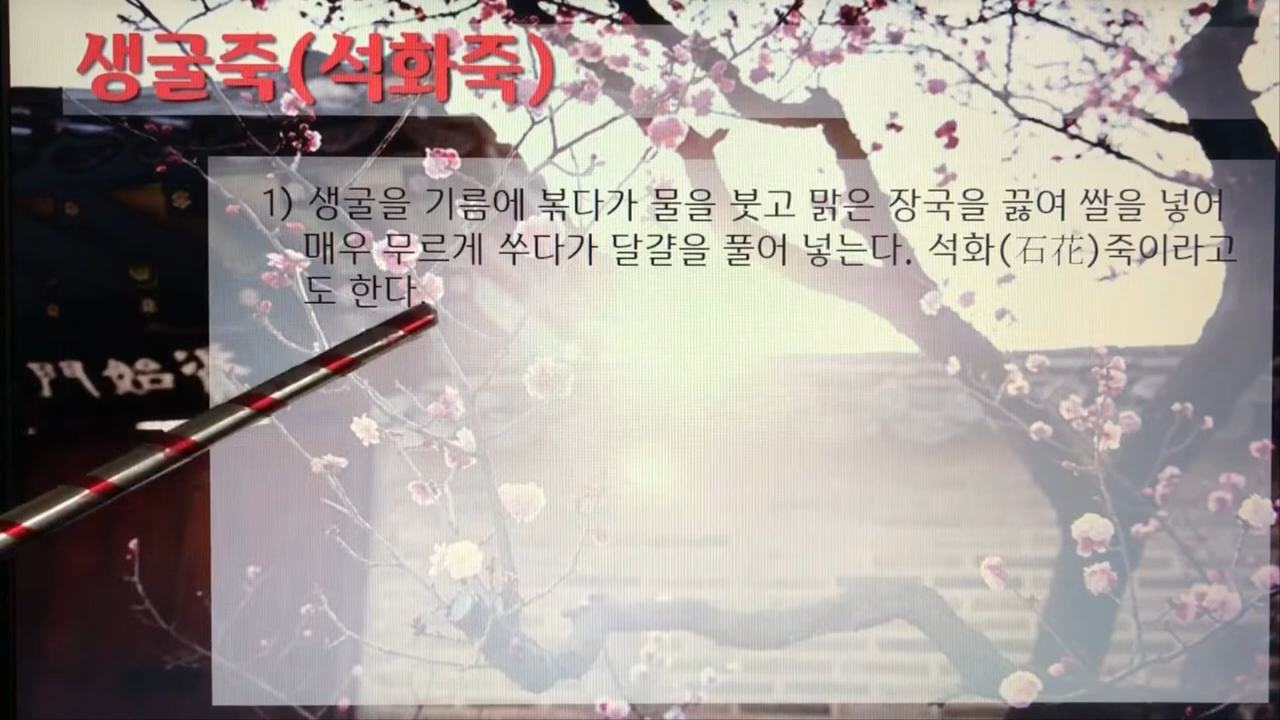 생굴죽(석화죽)
1) 생굴을 기름에 볶다가 물을 붓고 맑은 장국을 끓여 쌀을 넣어
매우 무르게 쑤다가 달걀을 풀어 넣는다. 석화(石花)죽이라고
도 한다.